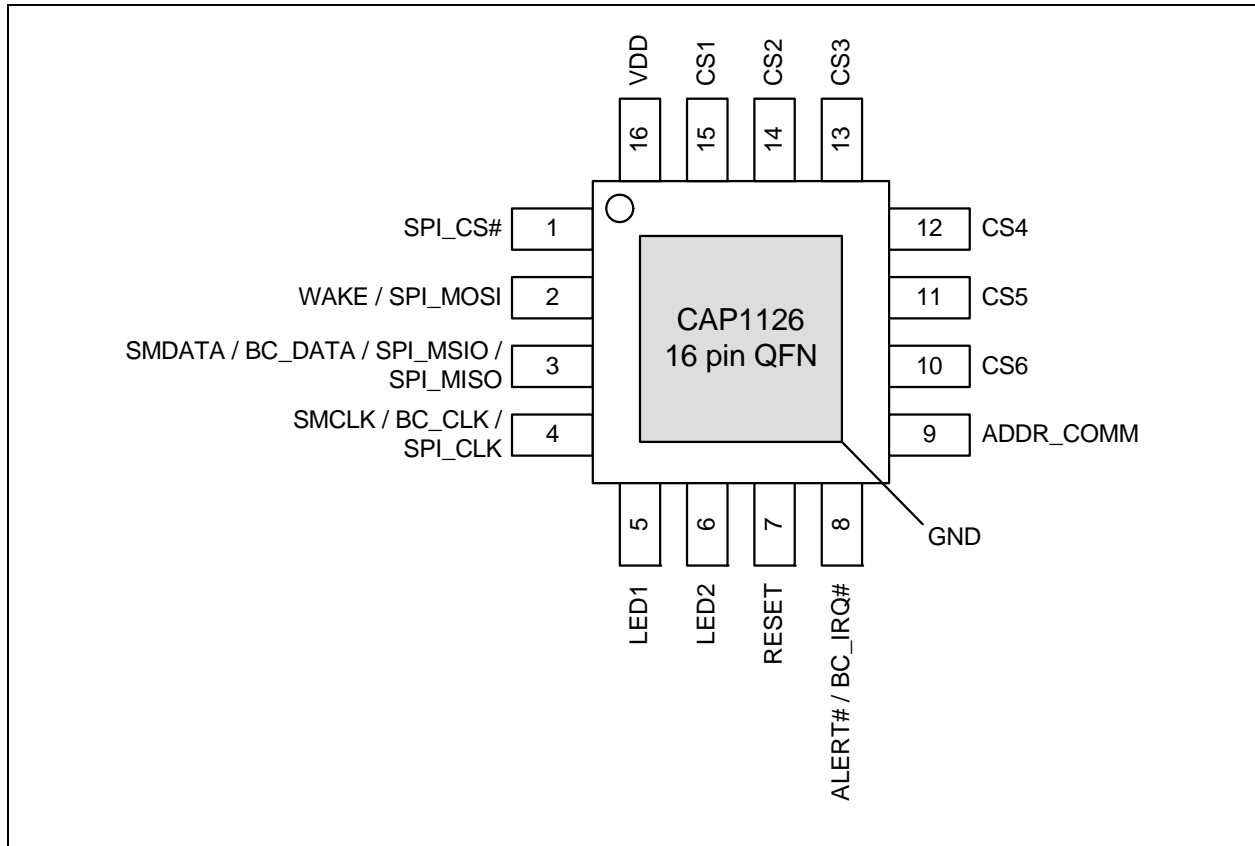 VDD
CS1
CS2
CS3
16
15
14
13
SPI_CS#
1
12
CS4
WAKE / SPI_MOSI
2
11
CS5
CAP1126
16 pin QFN
SMDATA / BC_DATA / SPI_MSIO /
SPI_MISO
3
10
CS6
SMCLK / BC_CLK /
SPI_CLK
4
9
ADDR_COMM
5
6
7
8
GND
LED1
LED2
RESET
ALERT# / BC_IRQ#